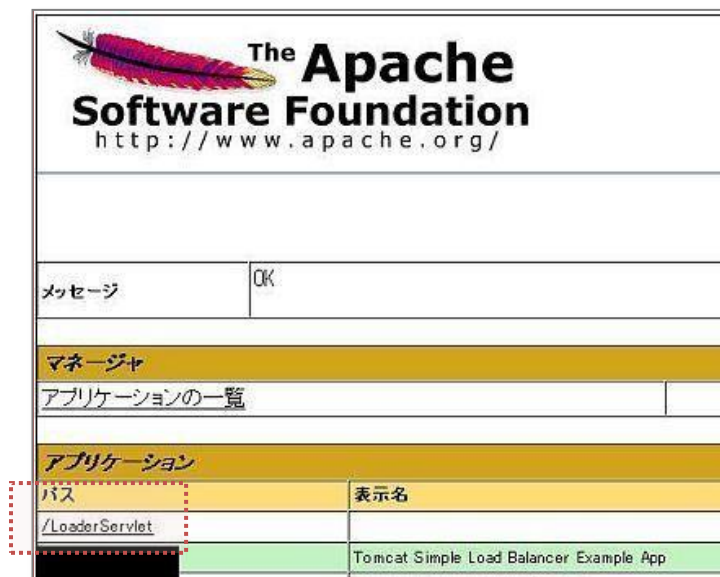 The Apache
Software Foundation
http://www.apache.org/
メッセージ
OK
マネージャ
アプリケーションの一覧
アプリケーション
パス
表示名
/LoaderServlet
Tomcat Simple Load Balancer Example App